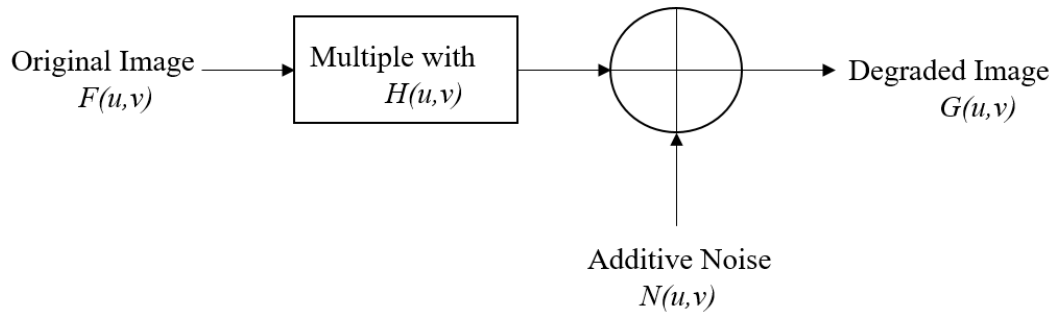 Original Image
F(u,v)
Multiple with
H(u,v)
Degraded Image
G(u,v)
Additive Noise
N(u,v)